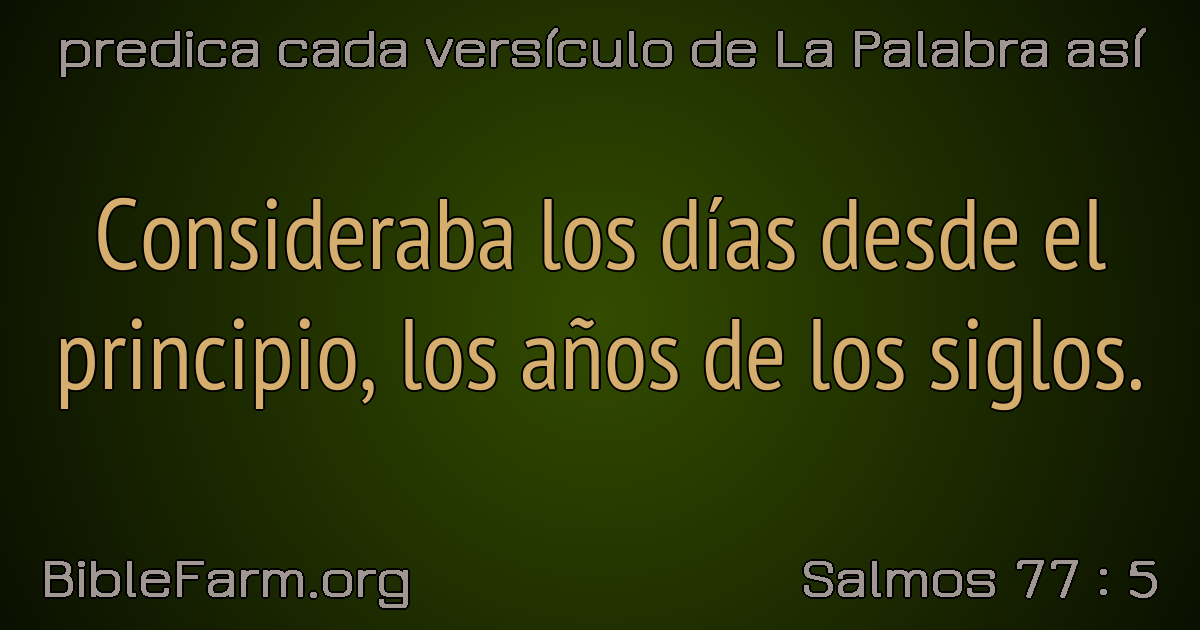 predica cada versículo de La Palabra así
Consideraba los días desde el
principio, los años de los siglos.
BibleFarm.org
Salmos 77 : 5